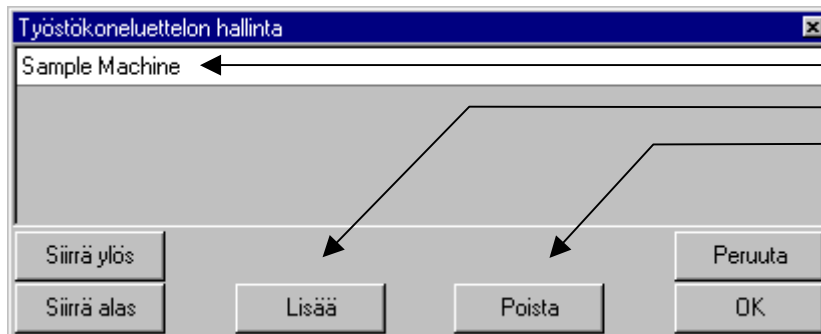 Työstökoneluettelon hallinta
Sample Machine
Siirrä ylös
Peruuta
Siirrä alas
Lisää
Poista
OK